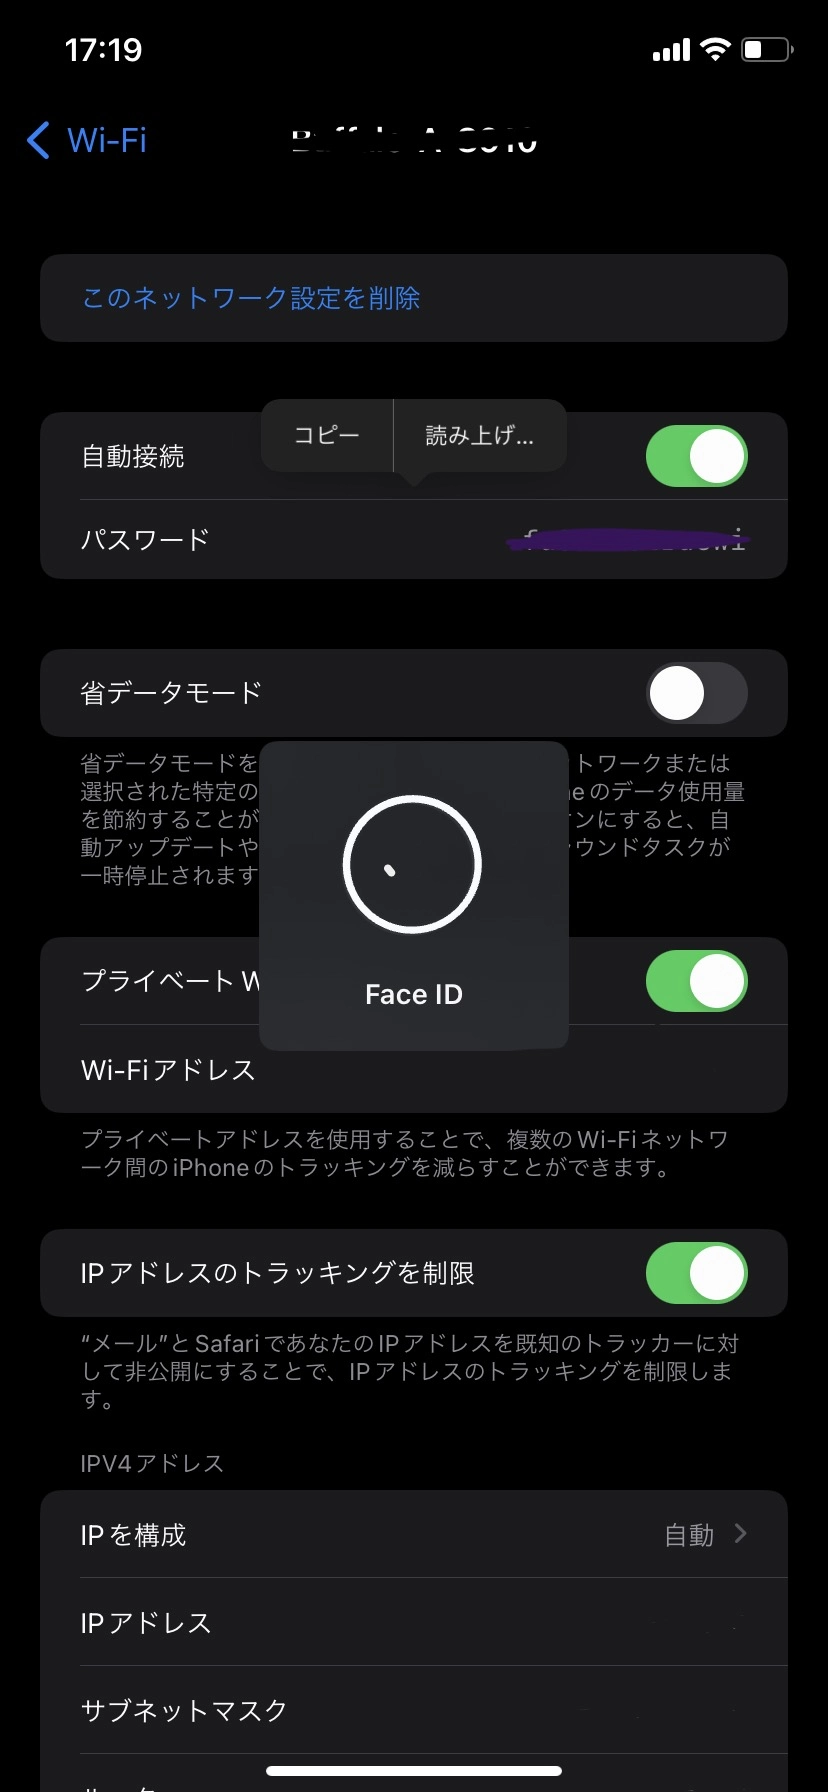 17:19
Wi-Fi
このネットワーク設定を削除
コピー
読み上げ...
自動接続
パスワード
省データモード
省データモードを トワークまたは
選択された特定の eのデータ使用量
を節約することが ンにすると、自
動アップデートや ウンドタスクが
一時停止されます
Face ID
プライベート W
Wi-Fiアドレス
プライベートアドレスを使用することで、複数のWi-Fiネットワ
ーク間のiPhoneのトラッキングを減らすことができます。
IPアドレスのトラッキングを制限
“メール”とSafariであなたのIPアドレスを既知のトラッカーに対
して非公開にすることで、IPアドレスのトラッキングを制限しま
す。
IPV4アドレス
IPを構成 自動
IPアドレス
サブネットマスク